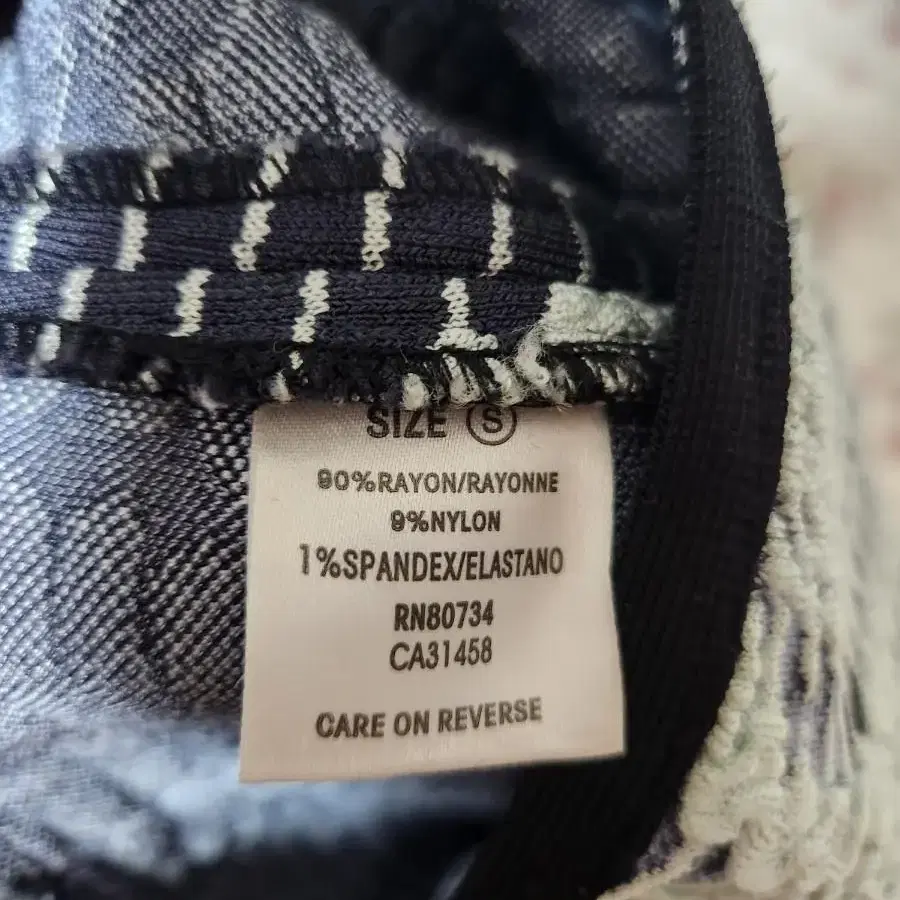 SIZE S
90%RAYON/RAYONNE
9%NYLON
1%SPANDEX/ELASTANO
RN80734
CA31458
CARE ON REVERSE